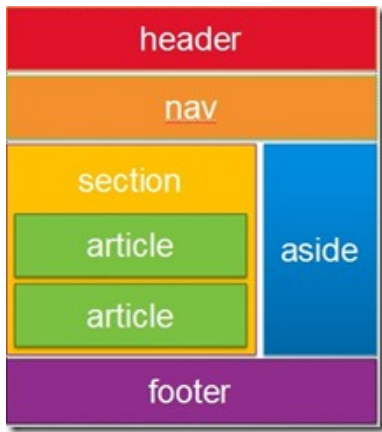 header
nav
section
article
article
aside
footer